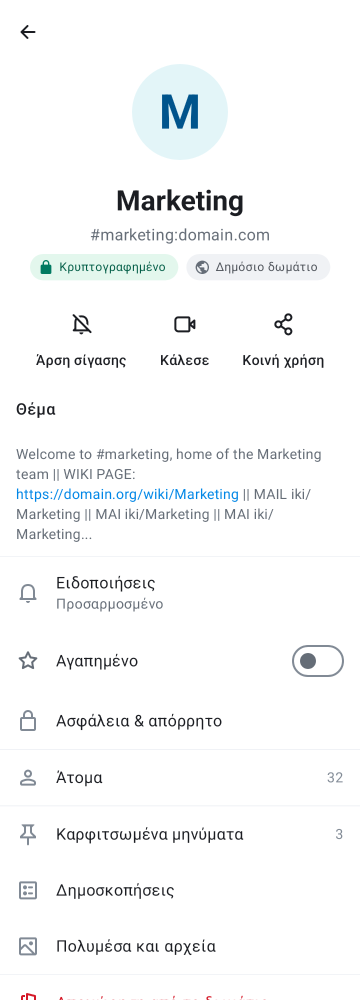 M
Marketing
#marketing:domain.com
Κρυπτογραφημένο Δημόσιο δωμάτιο
Άρση σίγασης Κάλεσε Κοινή χρήση
Θέμα
Welcome to #marketing, home of the Marketing
team || WIKI PAGE:
https://domain.org/wiki/Marketing || MAIL iki/
Marketing || MAI iki/Marketing || MAI iki/
Marketing...
Ειδοποιήσεις
Προσαρμοσμένο
Αγαπημένο
Ασφάλεια & απόρρητο
Άτομα 32
Καρφιτσωμένα μηνύματα 3
Δημοσκοπήσεις
Πολυμέσα και αρχεία